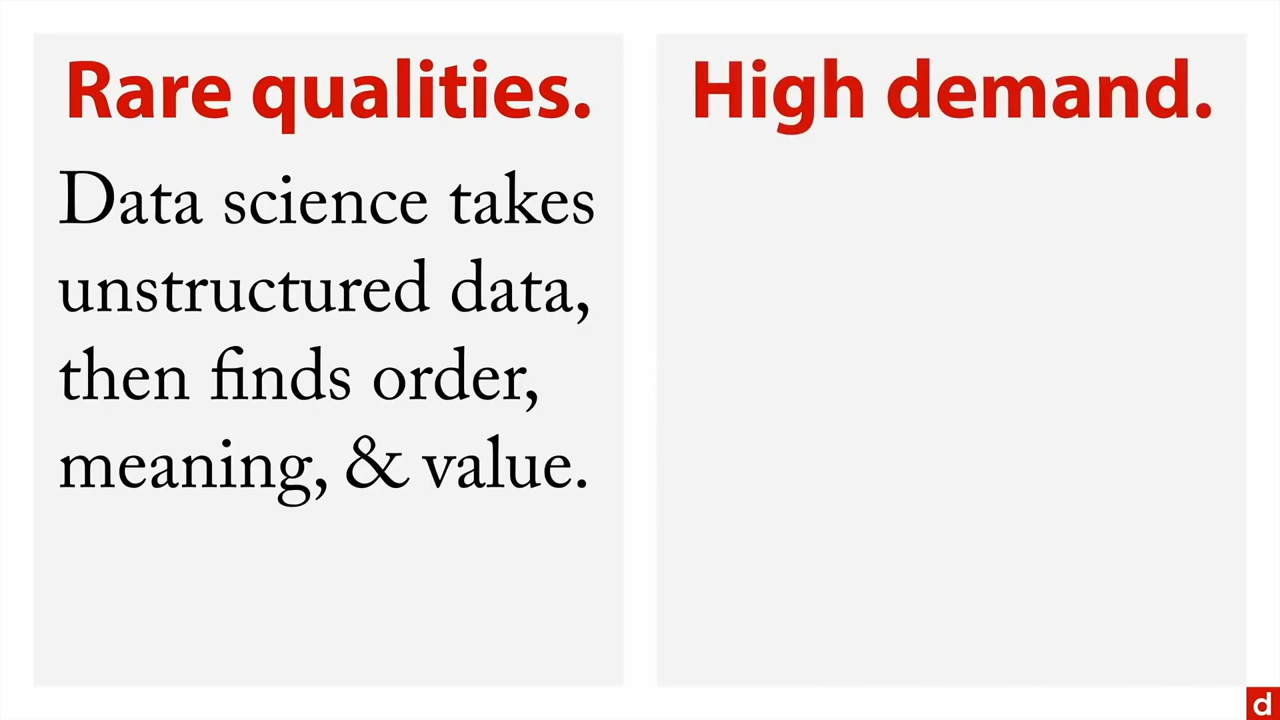 Rare qualities.
Data science takes
unstructured data,
then finds order,
meaning, & value.
High demand.
d